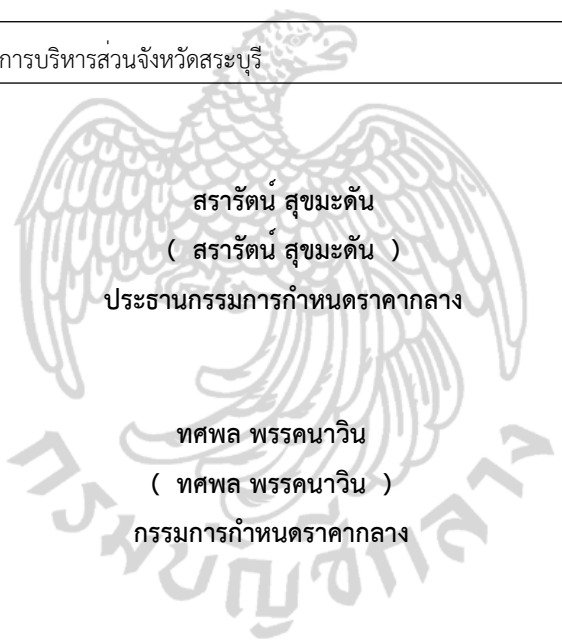 การบริหารส่วนจังหวัดสระบุรี
สรารัตน์ สุขมะดัน
( สรารัตน์ สุขมะดัน )
ประธานกรรมการกำหนดราคากลาง
ทศพล พรรคนาวิน
( ทศพล พรรคนาวิน )
กรรมการกำหนดราคากลาง
กรมบัญชีกลาง